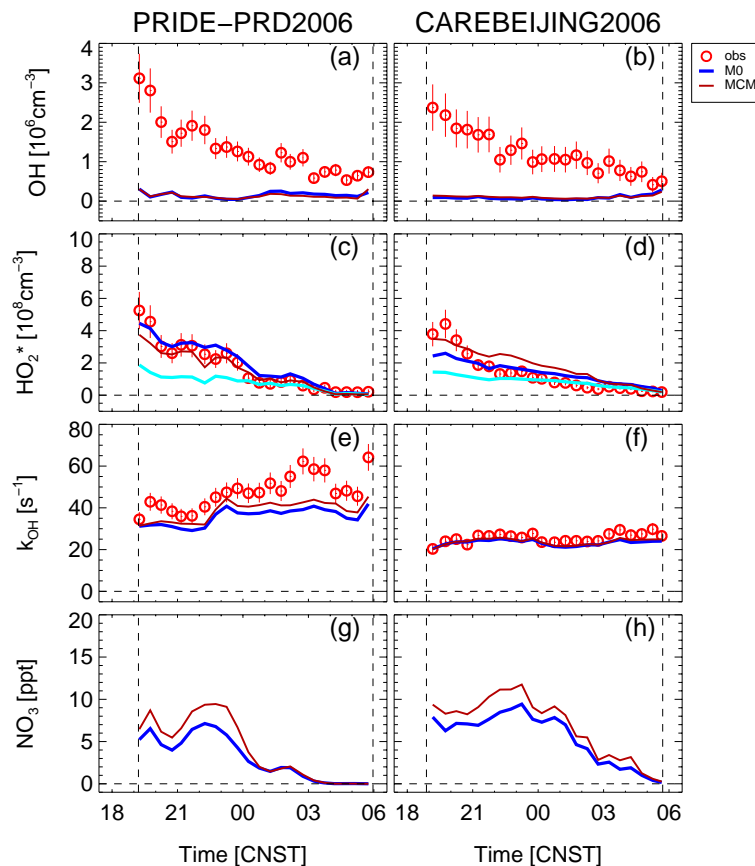 PRIDE−PRD2006 CAREBEIJING2006
(a) (b)
obs
M0
MCM
4
3
2
1
0
OH [10⁶cm⁻³]
(c) (d)
8
6
4
2
0
HO₂* [10⁸cm⁻³]
(e) (f)
80
60
40
20
0
k_OH [s⁻¹]
(g) (h)
20
15
10
5
0
NO₃ [ppt]
18 21 00 03 06 18 21 00 03 06
Time [CNST] Time [CNST]